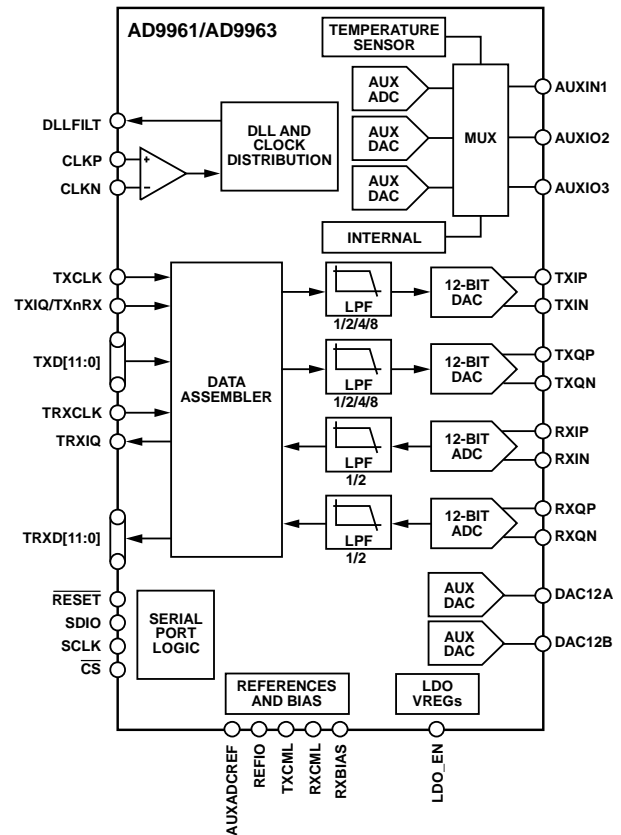 AD9961/AD9963
TEMPERATURE
SENSOR
AUX
ADC
AUX
DAC
AUX
DAC
MUX
INTERNAL
AUXIN1
AUXIO2
AUXIO3
DLLFILT
CLKP
CLKN
+
–
DLL AND
CLOCK
DISTRIBUTION
TXCLK
TXIQ/TXnRX
TXD[11:0]
TRXCLK
TRXIQ
TRXD[11:0]
DATA
ASSEMBLER
LPF
1/2/4/8
12-BIT
DAC
TXIP
TXIN
LPF
1/2/4/8
12-BIT
DAC
TXQP
TXQN
LPF
1/2
12-BIT
ADC
RXIP
RXIN
LPF
1/2
12-BIT
ADC
RXQP
RXQN
RESET
SDIO
SCLK
CS
SERIAL
PORT
LOGIC
AUX
DAC
DAC12A
AUX
DAC
DAC12B
REFERENCES
AND BIAS
LDO
VREGs
AUXADCREF
REFIO
TXCML
RXCML
RXBIAS
LDO_EN